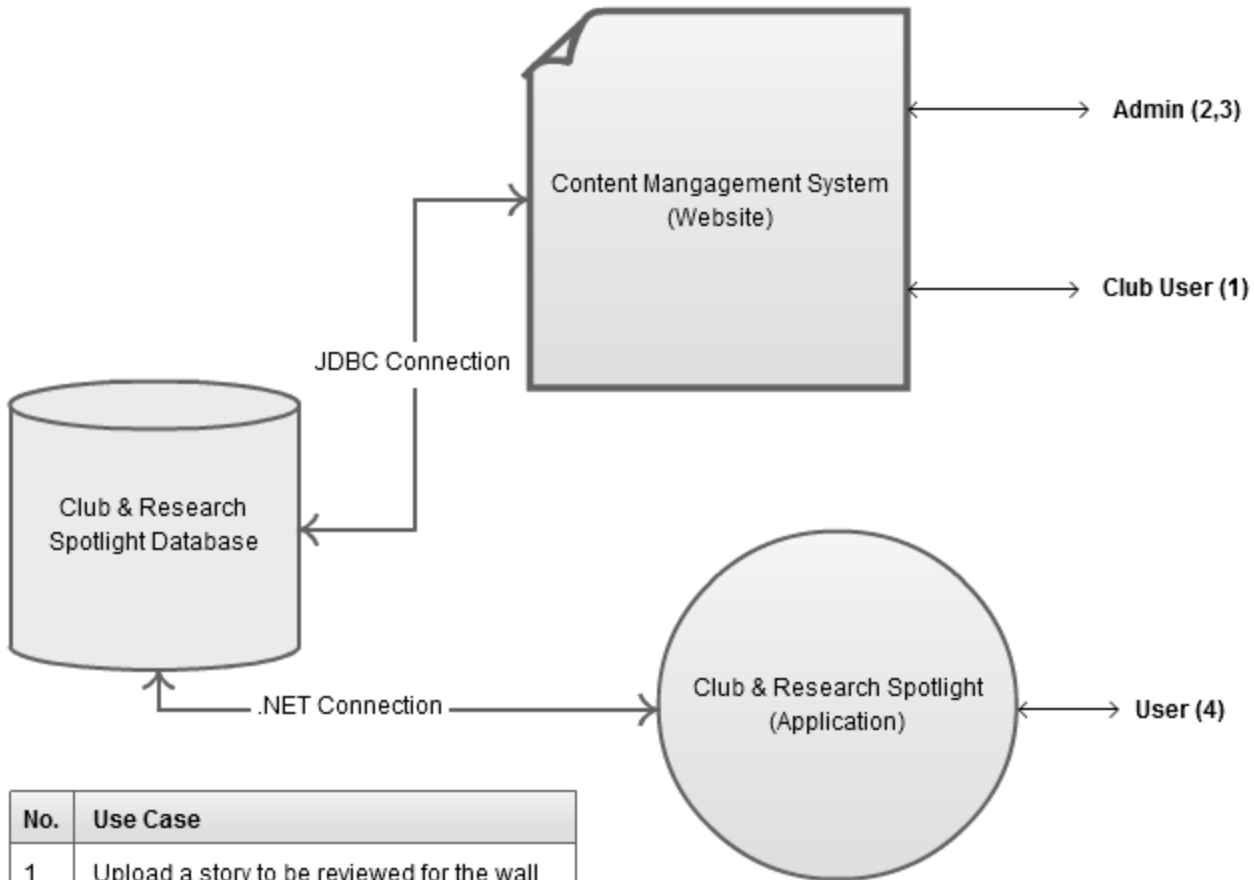 Content Mangagement System
(Website)
Admin (2,3)
Club User (1)
JDBC Connection
Club & Research
Spotlight Database
.NET Connection
Club & Research Spotlight
(Application)
User (4)
No. Use Case
1 Upload a story to be reviewed for the wall